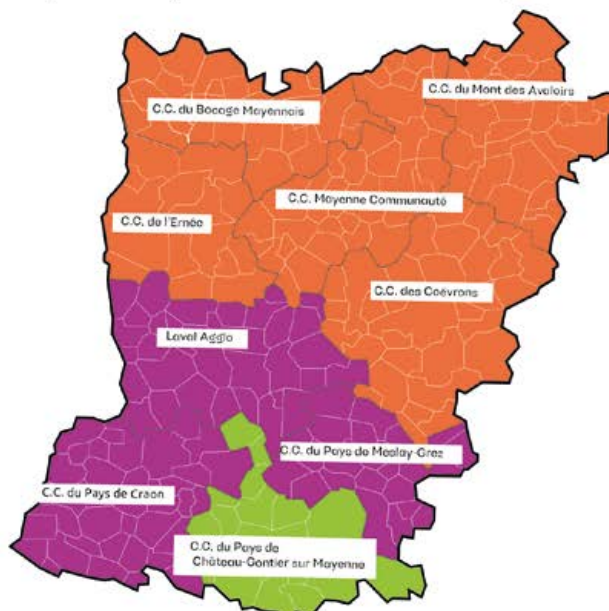 C.C. du Mont des Avaloirs
C.C. du Bocage Mayennais
C.C. Mayenne Communauté
C.C. de l'Ernée
C.C. des Coëvrons
Laval Agglo
C.C. du Pays de Meslay-Grez
C.C. du Pays de Craon
C.C. du Pays de
Château-Gontier sur Mayenne